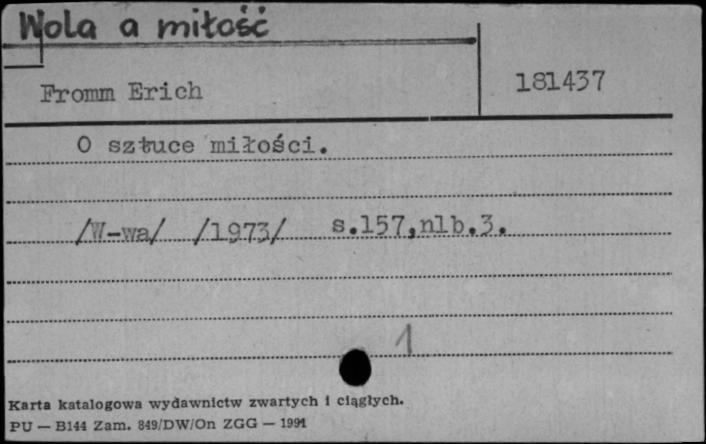 Wola a miłość
Fromm Erich
181437
O sztuce miłości.
/W-wa/ /1973/ s.157,nlb.3.
1
Karta katalogowa wydawnictw zwartych i ciągłych.
PU — B144 Zam. 849/DW/On ZGG — 1991